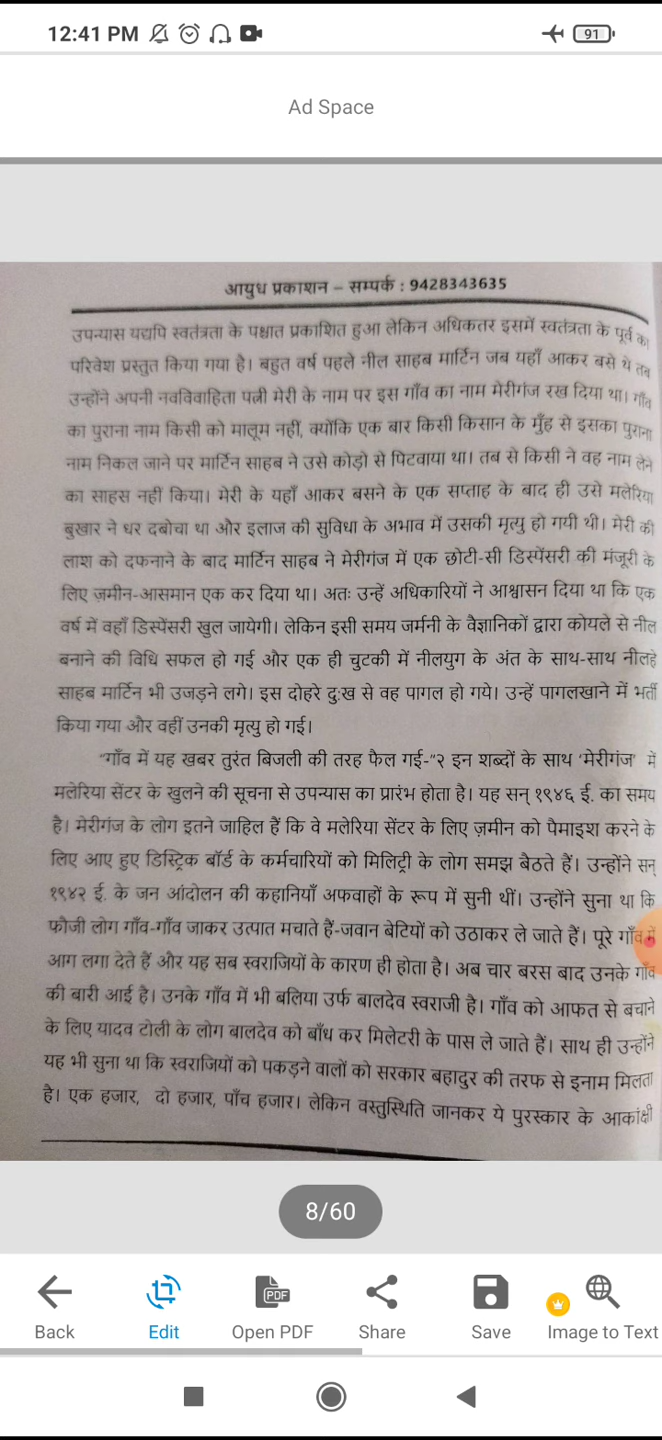 12:41 PM
91
Ad Space
आयुध प्रकाशन – सम्पर्क : 9428343635
उपन्यास यद्यपि स्वतंत्रता के पश्चात प्रकाशित हुआ लेकिन अधिकतर इसमें स्वतंत्रता के पूर्व का
परिवेश प्रस्तुत किया गया है। बहुत वर्ष पहले नील साहब मार्टिन जब यहाँ आकर बसे थे तब
उन्होंने अपनी नवविवाहिता पत्नी मेरी के नाम पर इस गाँव का नाम मेरीगंज रख दिया था। गाँव
का पुराना नाम किसी को मालूम नहीं, क्योंकि एक बार किसी किसान के मुँह से इसका पुराना
नाम निकल जाने पर मार्टिन साहब ने उसे कोड़ो से पिटवाया था। तब से किसी ने वह नाम लेने
का साहस नहीं किया। मेरी के यहाँ आकर बसने के एक सप्ताह के बाद ही उसे मलेरिया
बुखार ने धर दबोचा था और इलाज की सुविधा के अभाव में उसकी मृत्यु हो गयी थी। मेरी की
लाश को दफनाने के बाद मार्टिन साहब ने मेरीगंज में एक छोटी-सी डिस्पेंसरी की मंजूरी के
लिए ज़मीन-आसमान एक कर दिया था। अतः उन्हें अधिकारियों ने आश्वासन दिया था कि एक
वर्ष में वहाँ डिस्पेंसरी खुल जायेगी। लेकिन इसी समय जर्मनी के वैज्ञानिकों द्वारा कोयले से नील
बनाने की विधि सफल हो गई और एक ही चुटकी में नीलयुग के अंत के साथ-साथ नीलहे
साहब मार्टिन भी उजड़ने लगे। इस दोहरे दुःख से वह पागल हो गये। उन्हें पागलखाने में भर्ती
किया गया और वहीं उनकी मृत्यु हो गई।
"गाँव में यह खबर तुरंत बिजली की तरह फैल गई-"२ इन शब्दों के साथ 'मेरीगंज' में
मलेरिया सेंटर के खुलने की सूचना से उपन्यास का प्रारंभ होता है। यह सन् १९४६ ई. का समय
है। मेरीगंज के लोग इतने जाहिल हैं कि वे मलेरिया सेंटर के लिए ज़मीन को पैमाइश करने के
लिए आए हुए डिस्ट्रिक बॉर्ड के कर्मचारियों को मिलिट्री के लोग समझ बैठते हैं। उन्होंने सन्
१९४२ ई. के जन आंदोलन की कहानियाँ अफवाहों के रूप में सुनी थीं। उन्होंने सुना था कि
फौजी लोग गाँव-गाँव जाकर उत्पात मचाते हैं-जवान बेटियों को उठाकर ले जाते हैं। पूरे गाँव में
आग लगा देते हैं और यह सब स्वराजियों के कारण ही होता है। अब चार बरस बाद उनके गाँव
की बारी आई है। उनके गाँव में भी बलिया उर्फ बालदेव स्वराजी है। गाँव को आफत से बचाने
के लिए यादव टोली के लोग बालदेव को बाँध कर मिलेटरी के पास ले जाते हैं। साथ ही उन्होंने
यह भी सुना था कि स्वराजियों को पकड़ने वालों को सरकार बहादुर की तरफ से इनाम मिलता
है। एक हजार, दो हजार, पाँच हजार। लेकिन वस्तुस्थिति जानकर ये पुरस्कार के आकांक्षी
8/60
Back Edit Open PDF Share Save Image to Text